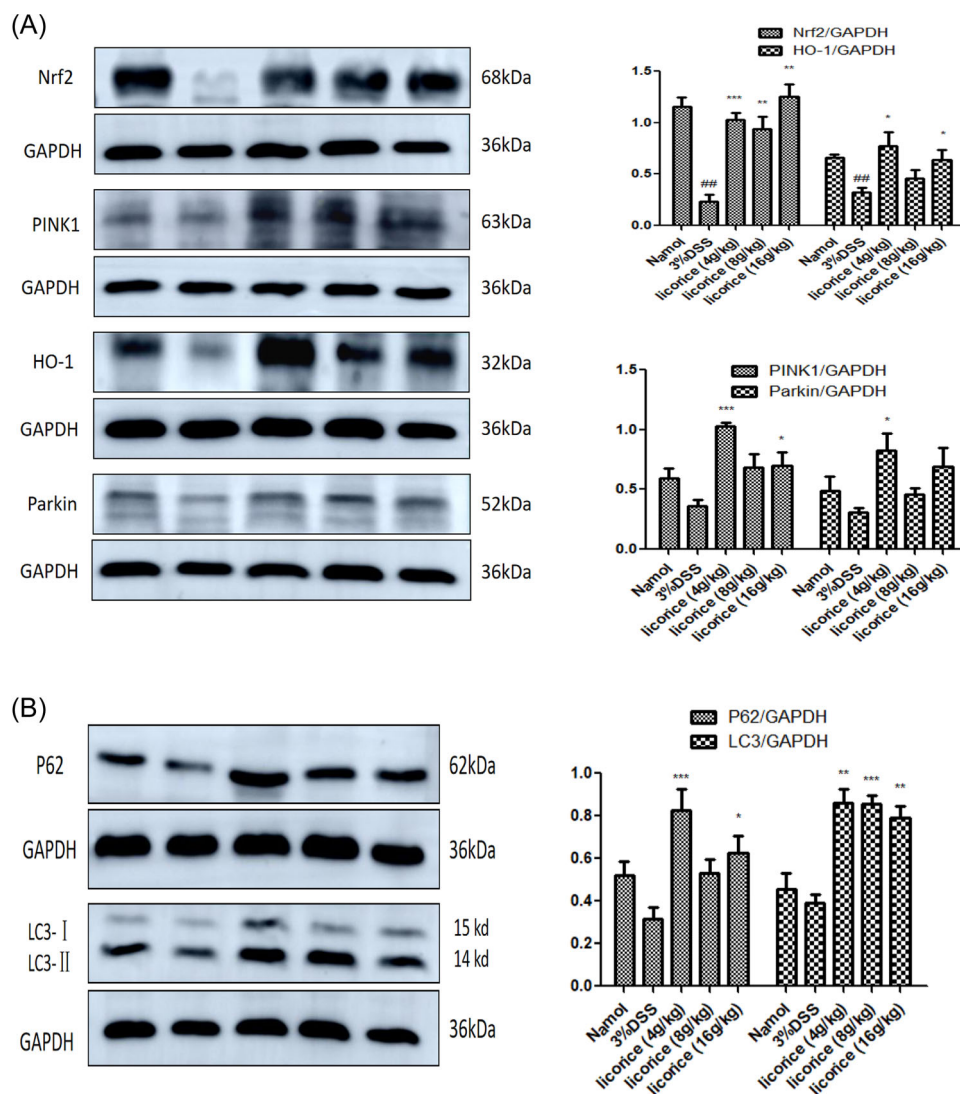 (A)
Nrf2
68kDa
GAPDH
36kDa
PINK1
63kDa
GAPDH
36kDa
HO-1
32kDa
GAPDH
36kDa
Parkin
52kDa
GAPDH
36kDa
Nrf2/GAPDH
HO-1/GAPDH
1.5
1.0
0.5
0.0
##
***
**
**
##
*
*
Namol
3%DSS
licorice (4g/kg)
licorice (8g/kg)
licorice (16g/kg)
Namol
3%DSS
licorice (4g/kg)
licorice (8g/kg)
licorice (16g/kg)
PINK1/GAPDH
Parkin/GAPDH
1.5
1.0
0.5
0.0
***
*
*
Namol
3%DSS
licorice (4g/kg)
licorice (8g/kg)
licorice (16g/kg)
Namol
3%DSS
licorice (4g/kg)
licorice (8g/kg)
licorice (16g/kg)
(B)
P62
62kDa
GAPDH
36kDa
LC3-Ⅰ
15 kd
LC3-Ⅱ
14 kd
GAPDH
36kDa
P62/GAPDH
LC3/GAPDH
1.0
0.8
0.6
0.4
0.2
0.0
***
*
**
***
**
Namol
3%DSS
licorice (4g/kg)
licorice (8g/kg)
licorice (16g/kg)
Namol
3%DSS
licorice (4g/kg)
licorice (8g/kg)
licorice (16g/kg)